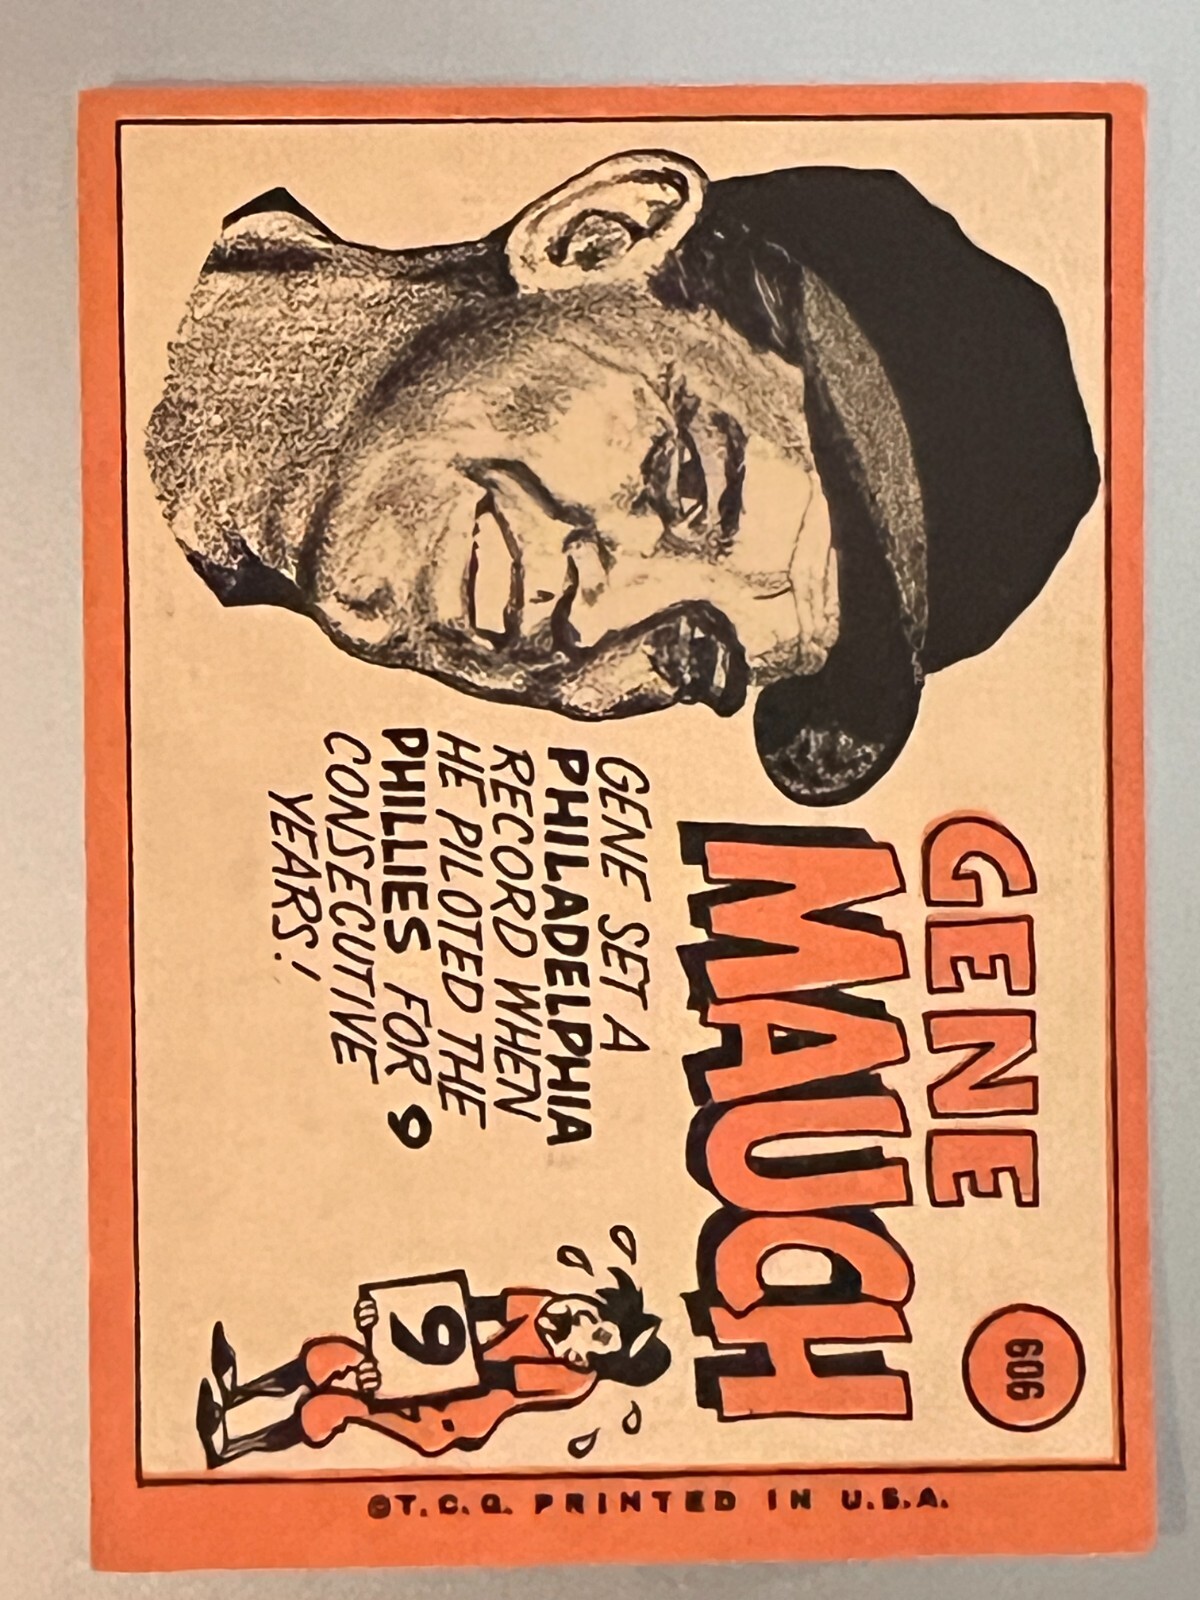 606
GENE
MAUCH
GENE SET A
PHILADELPHIA
RECORD WHEN
HE PILOTED THE
PHILLIES FOR 9
CONSECUTIVE
YEARS!
9
©T.C.G. PRINTED IN U.S.A.